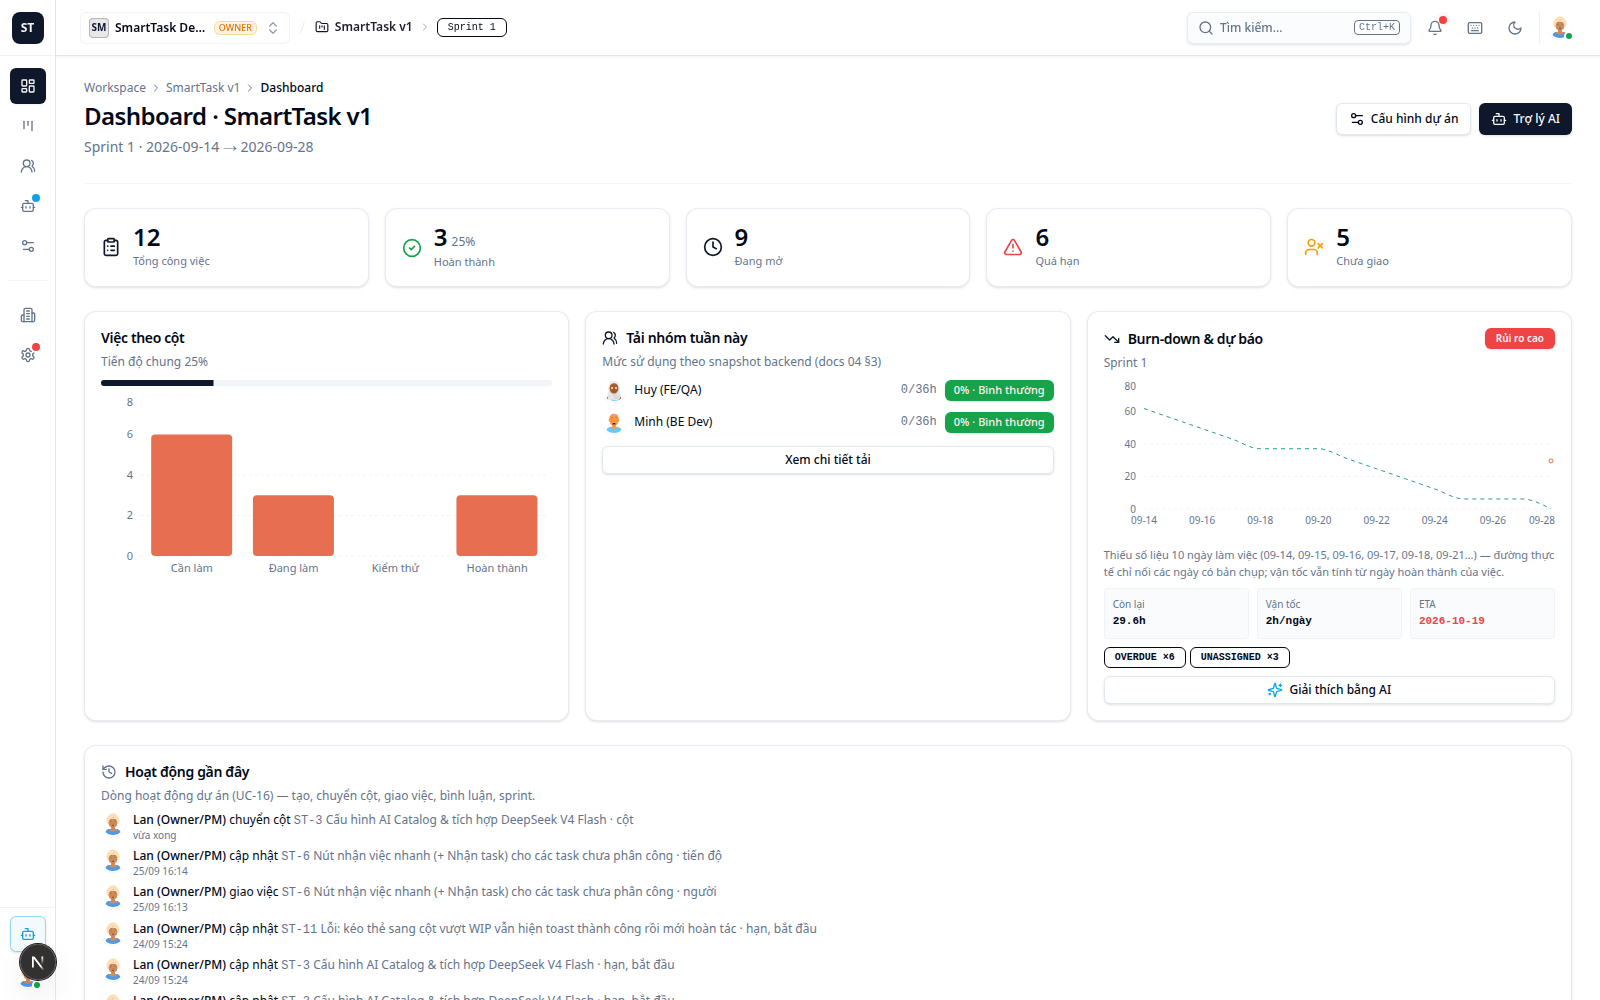 ST
SM SmartTask De... OWNER / SmartTask v1 Sprint 1
Tìm kiếm... Ctrl+K
Workspace > SmartTask v1 > Dashboard
Dashboard · SmartTask v1
Sprint 1 · 2026-09-14 → 2026-09-28
Cấu hình dự án
Trợ lý AI
12
Tổng công việc
3 25%
Hoàn thành
9
Đang mở
6
Quá hạn
5
Chưa giao
Việc theo cột
Tiến độ chung 25%
8
6
4
2
0
Cần làm Đang làm Kiểm thử Hoàn thành
Tải nhóm tuần này
Mức sử dụng theo snapshot backend (docs 04 §3)
Huy (FE/QA) 0/36h 0% · Bình thường
Minh (BE Dev) 0/36h 0% · Bình thường
Xem chi tiết tải
Burn-down & dự báo Rủi ro cao
Sprint 1
80
60
40
20
0
09-14 09-16 09-18 09-20 09-22 09-24 09-26 09-28
Thiếu số liệu 10 ngày làm việc (09-14, 09-15, 09-16, 09-17, 09-18, 09-21...) — đường thực
tế chỉ nối các ngày có bản chụp; vận tốc vẫn tính từ ngày hoàn thành của việc.
Còn lại
29.6h
Vận tốc
2h/ngày
ETA
2026-10-19
OVERDUE ×6 UNASSIGNED ×3
Giải thích bằng AI
Hoạt động gần đây
Dòng hoạt động dự án (UC-16) — tạo, chuyển cột, giao việc, bình luận, sprint.
Lan (Owner/PM) chuyển cột ST-3 Cấu hình AI Catalog & tích hợp DeepSeek V4 Flash · cột
vừa xong
Lan (Owner/PM) cập nhật ST-6 Nút nhận việc nhanh (+ Nhận task) cho các task chưa phân công · tiến độ
25/09 16:14
Lan (Owner/PM) giao việc ST-6 Nút nhận việc nhanh (+ Nhận task) cho các task chưa phân công · người
25/09 16:13
Lan (Owner/PM) cập nhật ST-11 Lỗi: kéo thẻ sang cột vượt WIP vẫn hiện toast thành công rồi mới hoàn tác · hạn, bắt đầu
24/09 15:24
Lan (Owner/PM) cập nhật ST-3 Cấu hình AI Catalog & tích hợp DeepSeek V4 Flash · hạn, bắt đầu
24/09 15:24
N